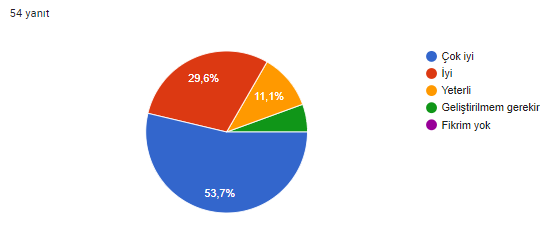 54 yanıt
29,6%
11,1%
53,7%
Çok iyi
İyi
Yeterli
Geliştirilmem gerekir
Fikrim yok